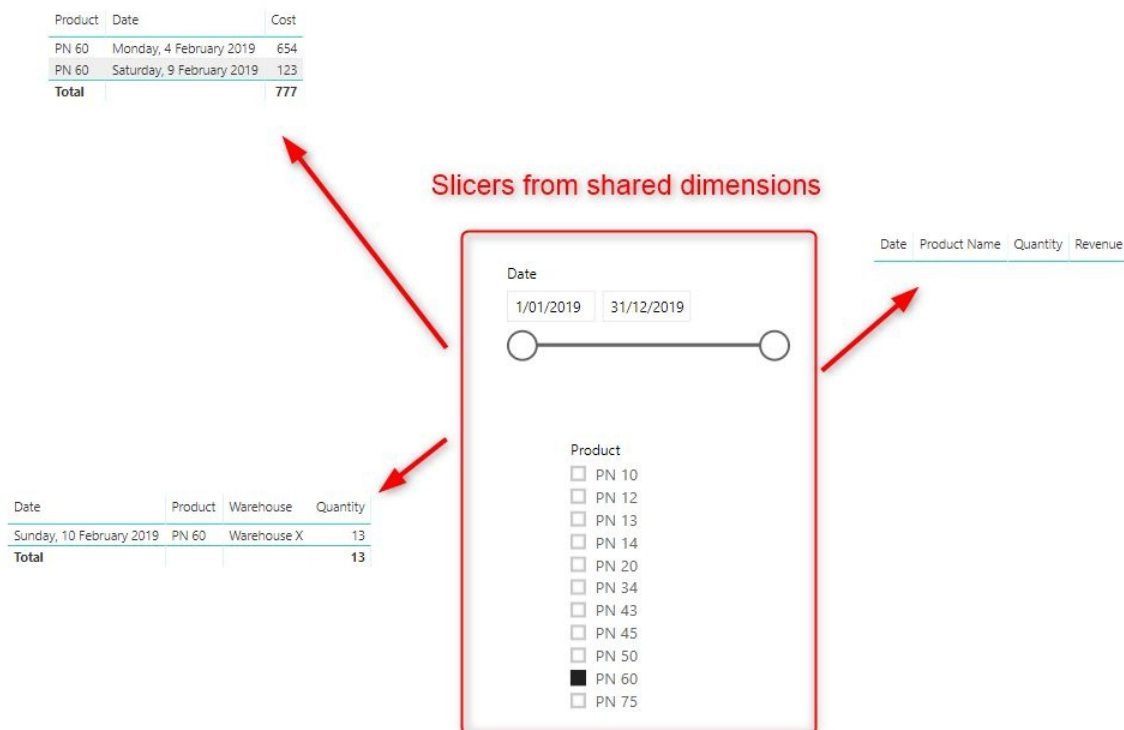 Product Date Cost
PN 60 Monday, 4 February 2019 654
PN 60 Saturday, 9 February 2019 123
Total 777
Slicers from shared dimensions
Date Product Name Quantity Revenue
Date
1/01/2019 31/12/2019
Product
PN 10
PN 12
PN 13
PN 14
PN 20
PN 34
PN 43
PN 45
PN 50
PN 60
PN 75
Date Product Warehouse Quantity
Sunday, 10 February 2019 PN 60 Warehouse X 13
Total 13